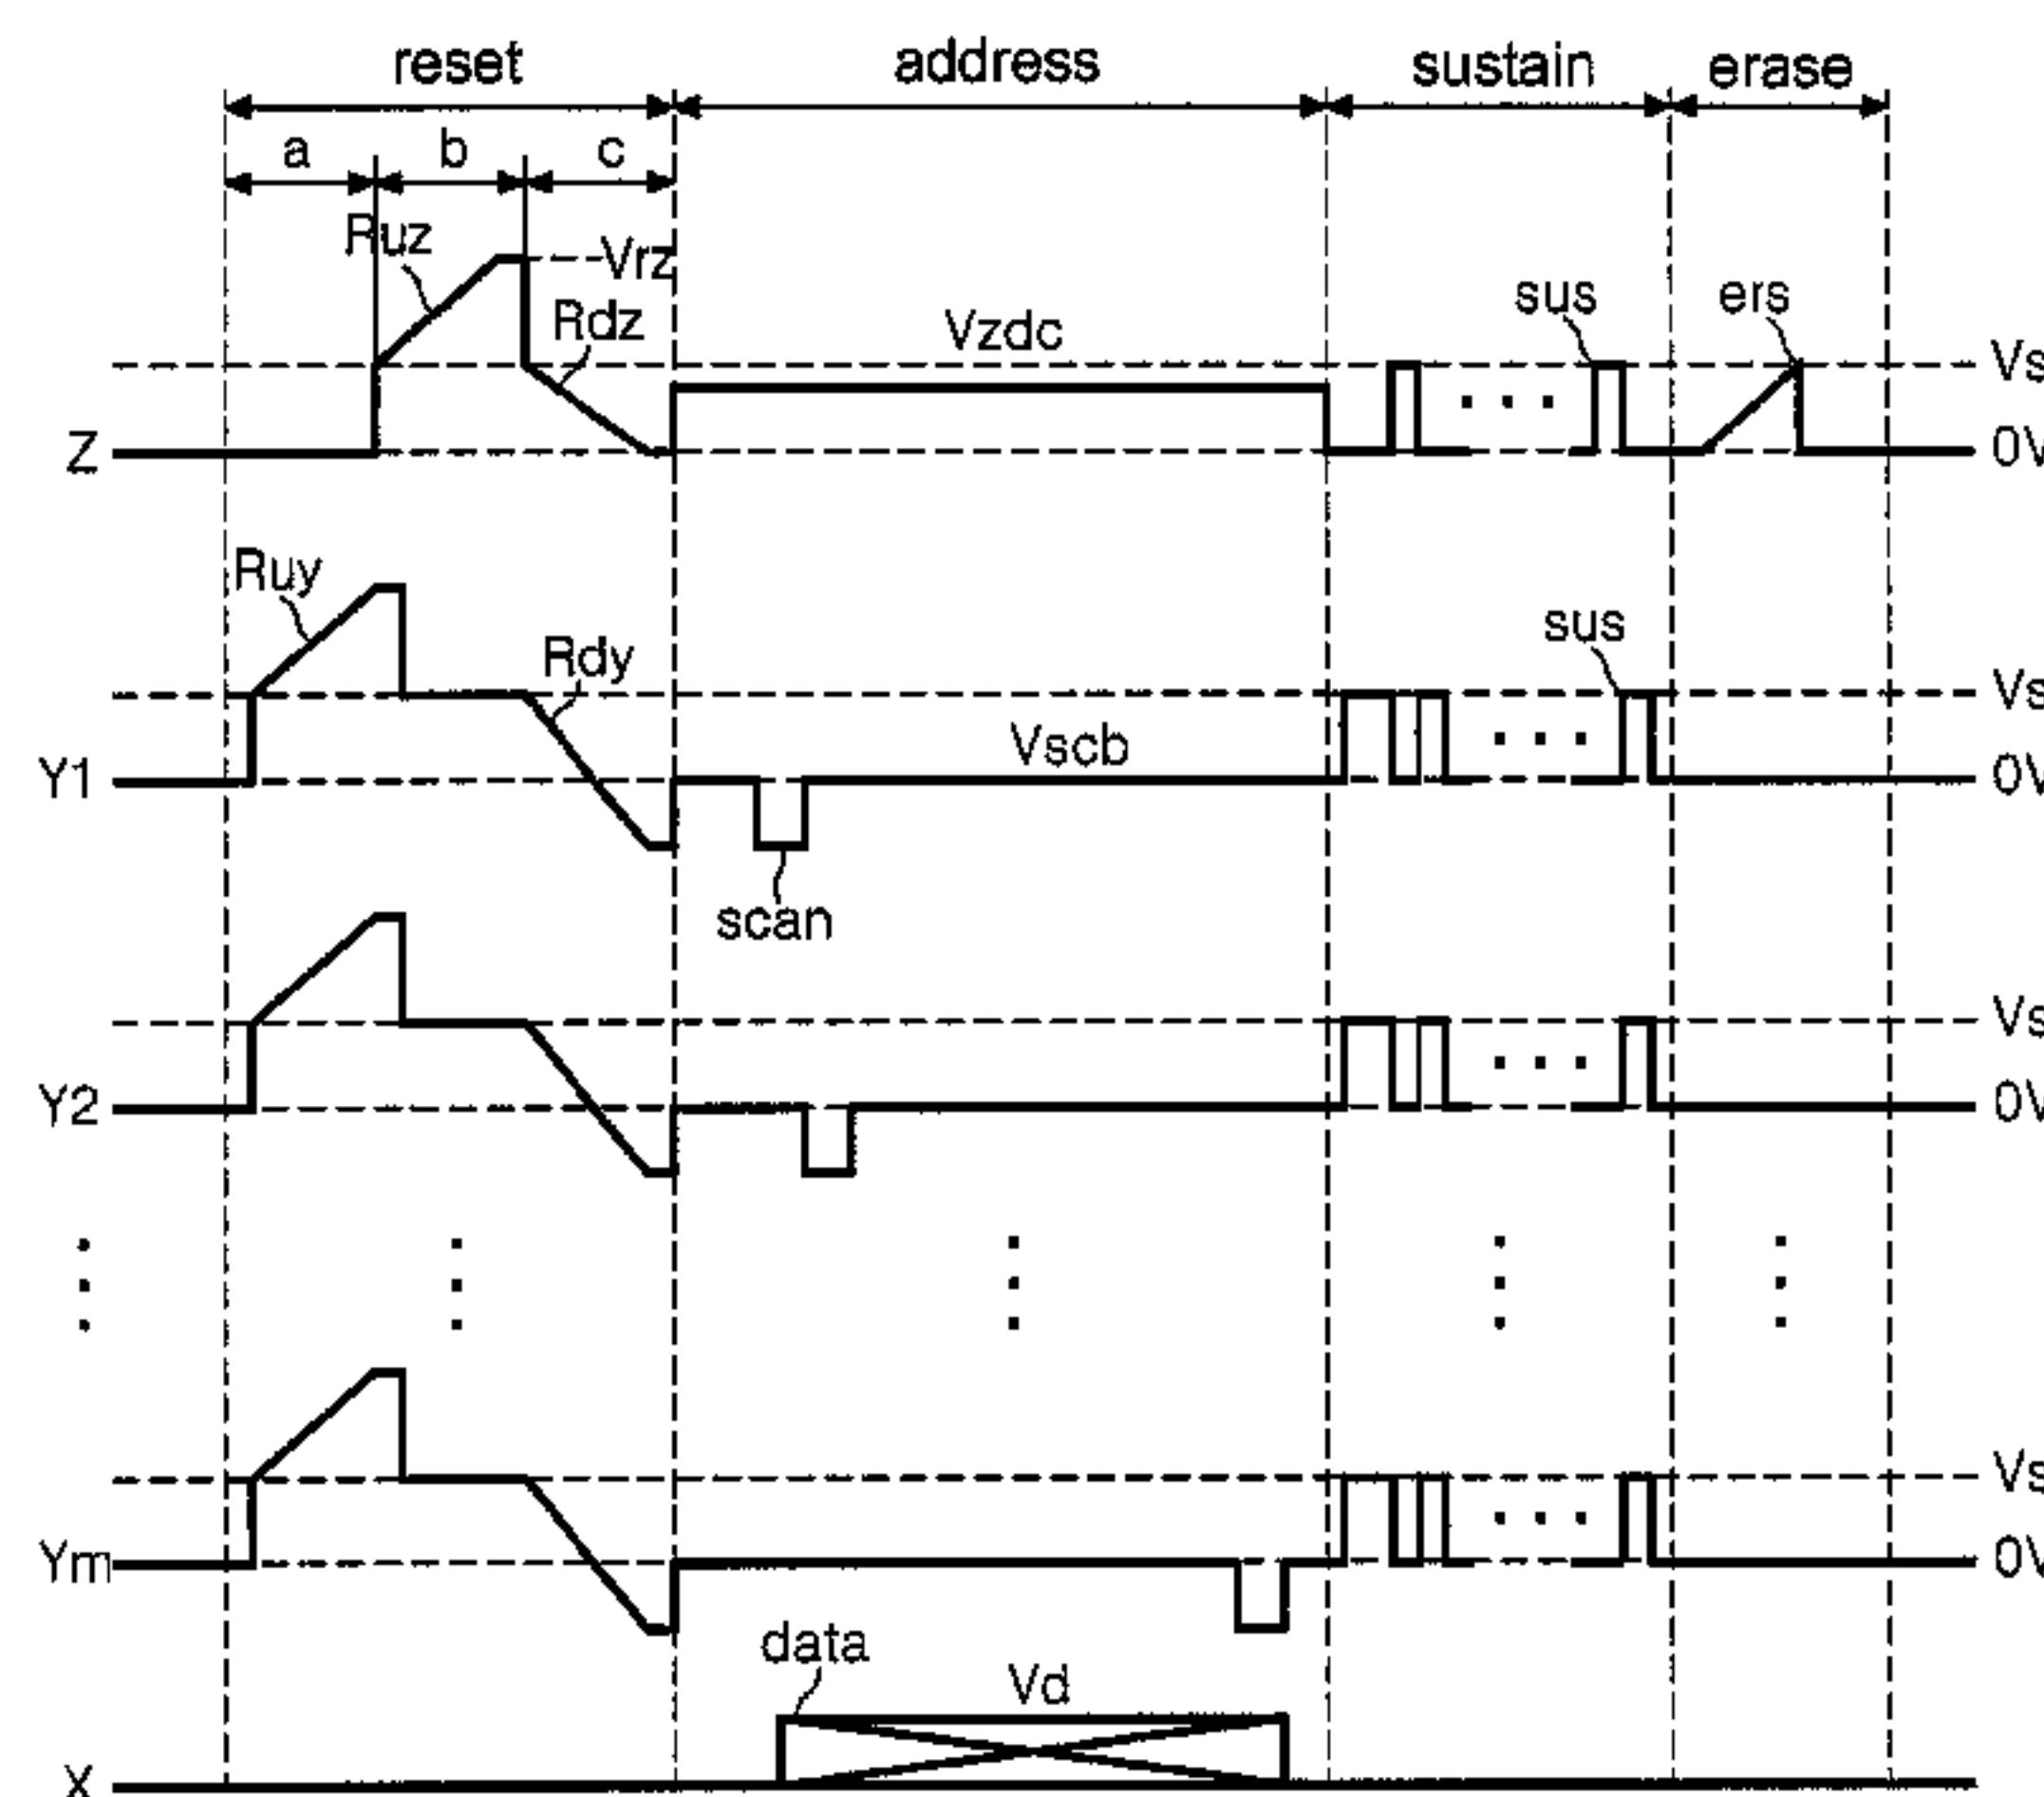 reset address sustain erase
a b c
Ruz Vrz
Rdz Vzdc sus ers
Vs
Z 0V
Ruy
Rdy sus
Vs
Vscb
Y1 0V
scan
Vs
Y2 0V
Vs
Ym 0V
data Vd
X